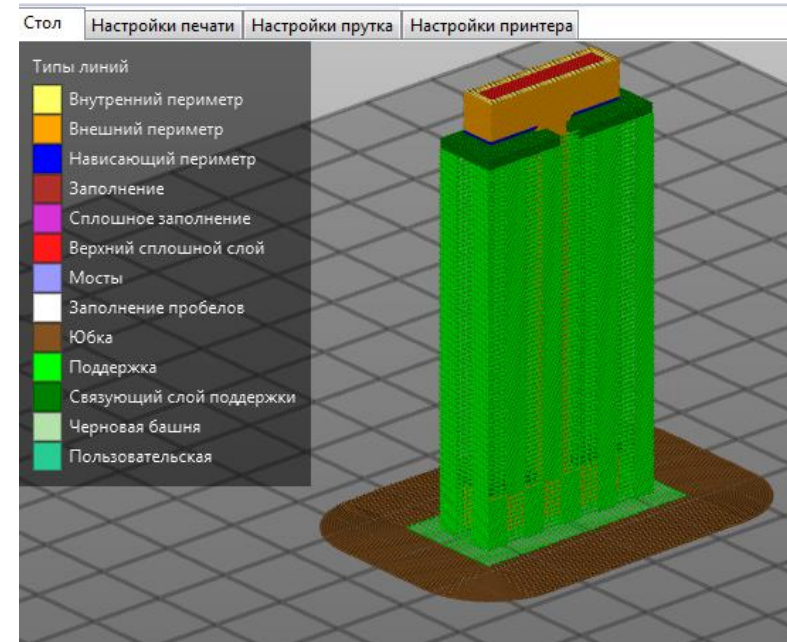 Стол Настройки печати Настройки прутка Настройки принтера
Типы линий
Внутренний периметр
Внешний периметр
Нависающий периметр
Заполнение
Сплошное заполнение
Верхний сплошной слой
Мосты
Заполнение пробелов
Юбка
Поддержка
Связующий слой поддержки
Черновая башня
Пользовательская